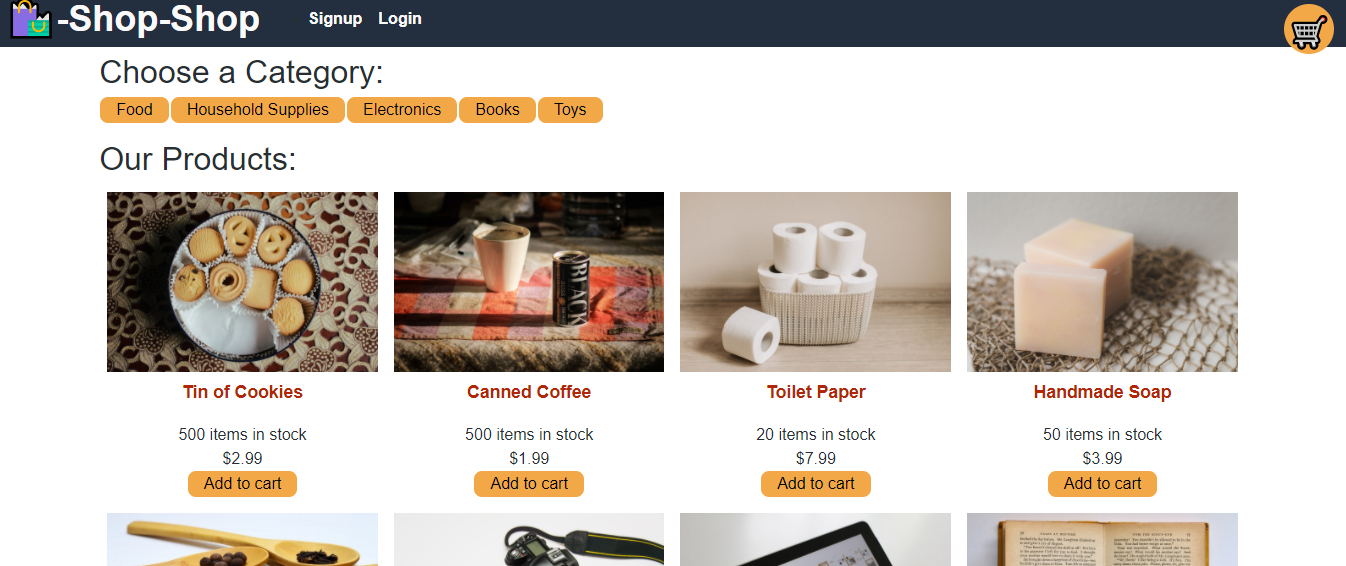 -Shop-Shop
Signup Login
Choose a Category:
Food Household Supplies Electronics Books Toys
Our Products:
BLACK
Tin of Cookies Canned Coffee Toilet Paper Handmade Soap
500 items in stock 500 items in stock 20 items in stock 50 items in stock
$2.99 $1.99 $7.99 $3.99
Add to cart Add to cart Add to cart Add to cart